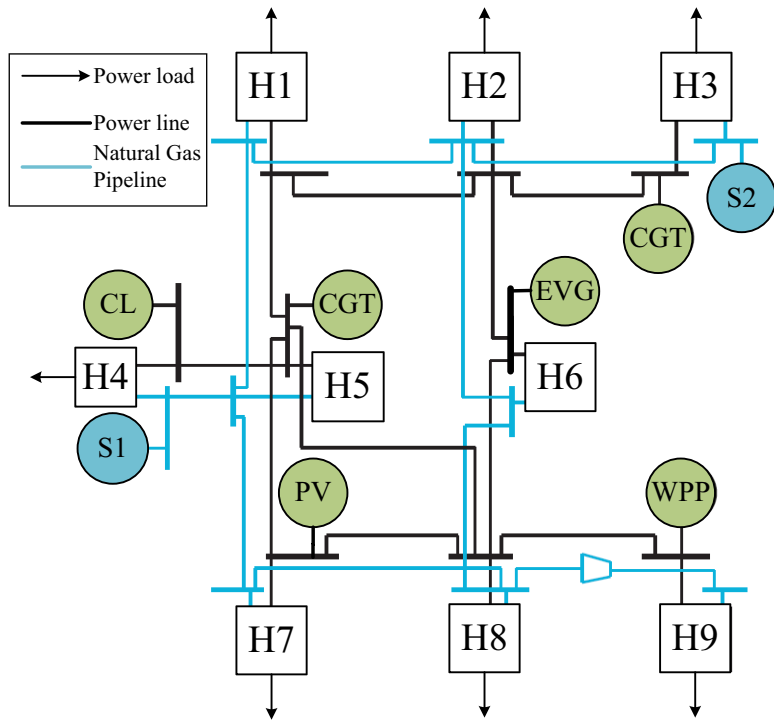 H1
H2
H3
Power load
Power line
Natural Gas
Pipeline
S2
CGT
CL
CGT
EVG
H4
H5
H6
S1
PV
WPP
H7
H8
H9